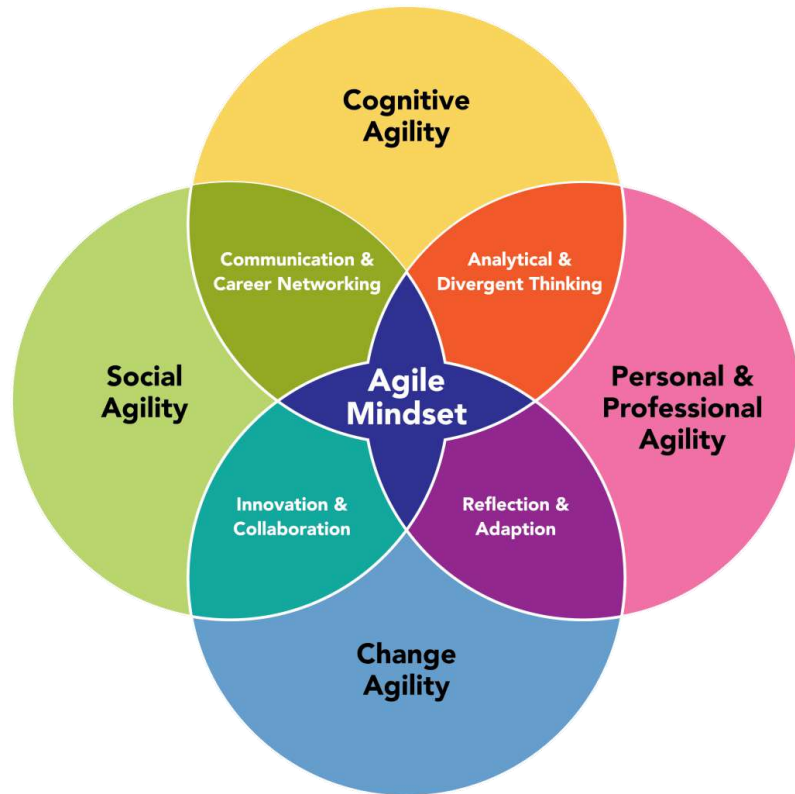 Cognitive
Agility
Communication &
Career Networking
Analytical &
Divergent Thinking
Social
Agility
Agile
Mindset
Personal &
Professional
Agility
Innovation &
Collaboration
Reflection &
Adaption
Change
Agility